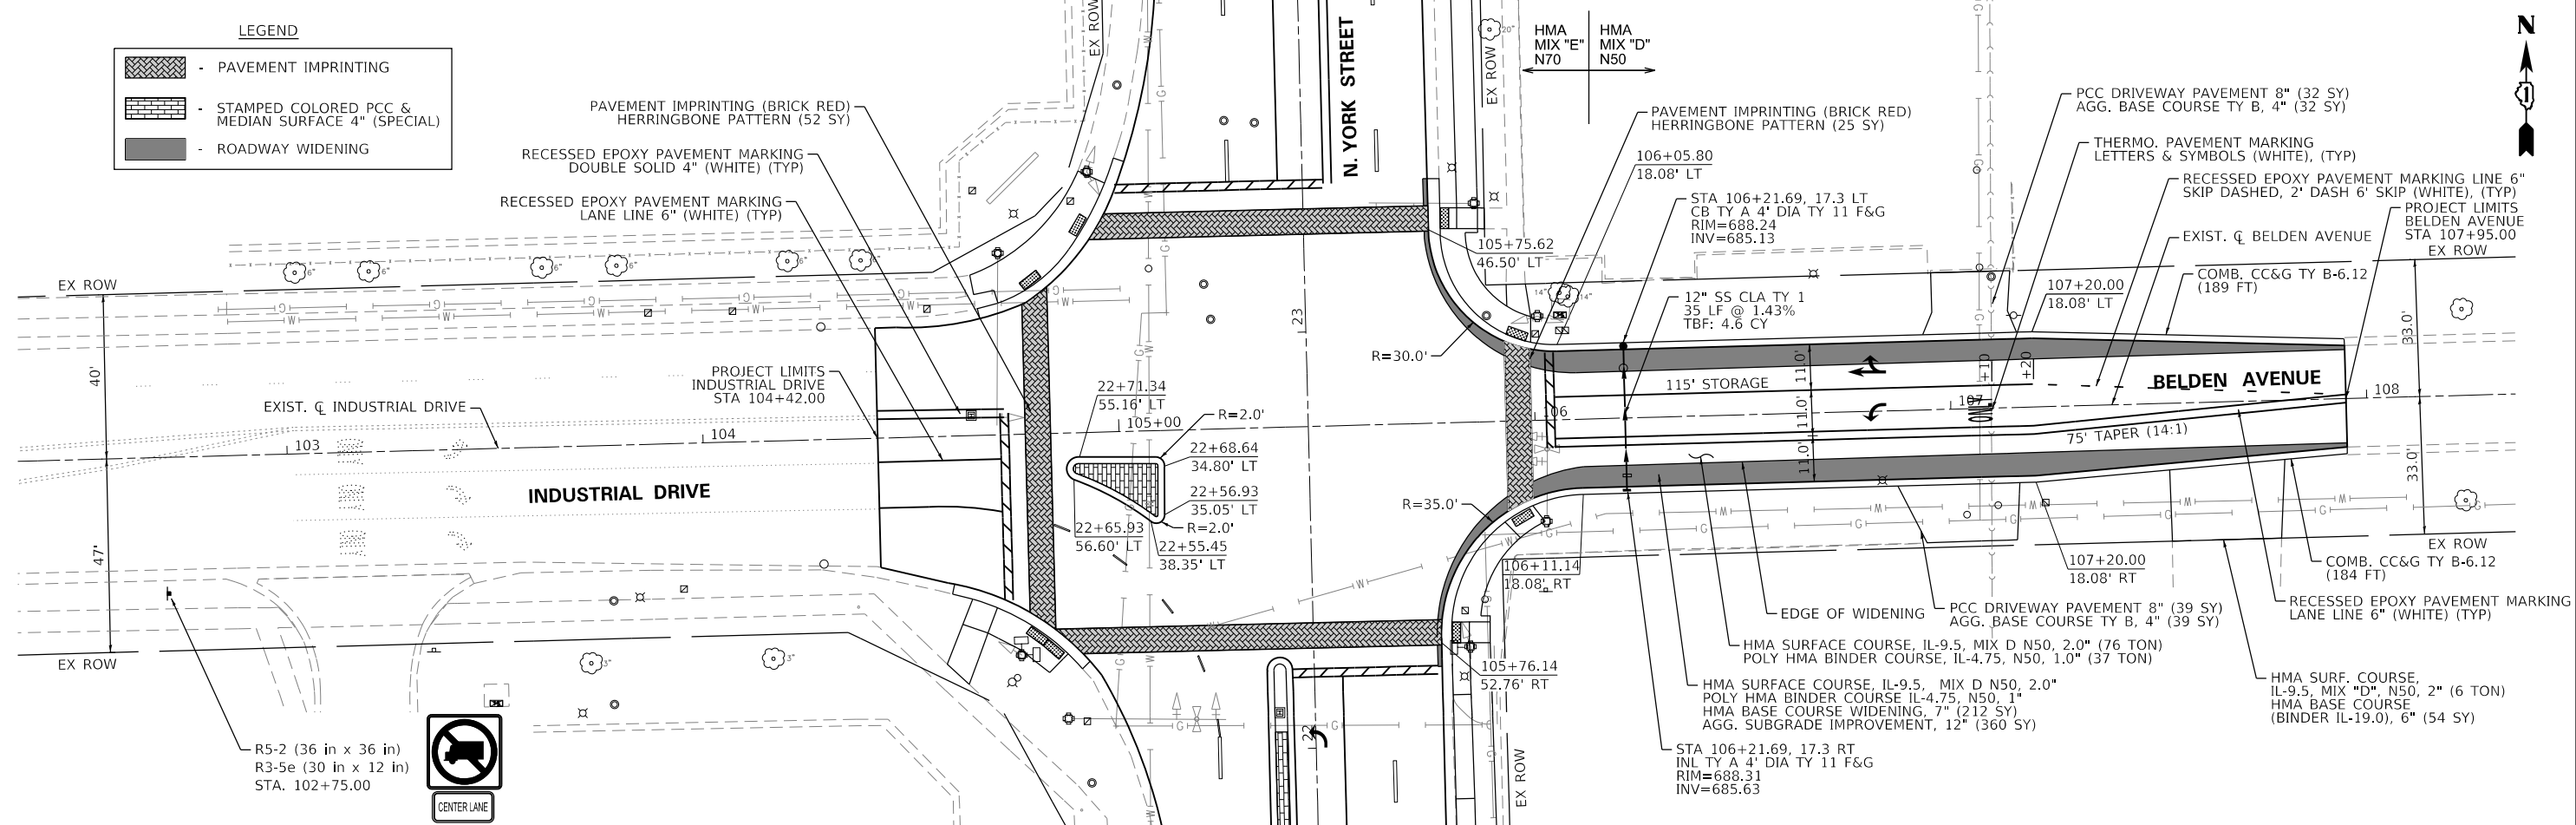 LEGEND
- PAVEMENT IMPRINTING
- STAMPED COLORED PCC &
MEDIAN SURFACE 4" (SPECIAL)
- ROADWAY WIDENING
PAVEMENT IMPRINTING (BRICK RED)
HERRINGBONE PATTERN (52 SY)
RECESSED EPOXY PAVEMENT MARKING
DOUBLE SOLID 4" (WHITE) (TYP)
RECESSED EPOXY PAVEMENT MARKING
LANE LINE 6" (WHITE) (TYP)
EX ROW
N. YORK STREET
EX ROW
HMA
MIX "E"
N70
HMA
MIX "D"
N50
N
1
PAVEMENT IMPRINTING (BRICK RED)
HERRINGBONE PATTERN (25 SY)
106+05.80
18.08' LT
STA 106+21.69, 17.3 LT
CB TY A 4' DIA TY 11 F&G
RIM=688.24
INV=685.13
105+75.62
46.50' LT
12" SS CLA TY 1
35 LF @ 1.43%
TBF: 4.6 CY
PCC DRIVEWAY PAVEMENT 8" (32 SY)
AGG. BASE COURSE TY B, 4" (32 SY)
THERMO. PAVEMENT MARKING
LETTERS & SYMBOLS (WHITE), (TYP)
RECESSED EPOXY PAVEMENT MARKING LINE 6"
SKIP DASHED, 2' DASH 6' SKIP (WHITE), (TYP)
PROJECT LIMITS
BELDEN AVENUE
STA 107+95.00
EXIST. ℄ BELDEN AVENUE
EX ROW
COMB. CC&G TY B-6.12
(189 FT)
107+20.00
18.08' LT
EX ROW
40'
47'
EX ROW
PROJECT LIMITS
INDUSTRIAL DRIVE
STA 104+42.00
EXIST. ℄ INDUSTRIAL DRIVE
103
104
105+00
INDUSTRIAL DRIVE
23
22
22+71.34
55.16' LT
R=2.0'
22+68.64
34.80' LT
22+56.93
35.05' LT
R=2.0'
22+65.93
56.60' LT
22+55.45
38.35' LT
R=30.0'
R=35.0'
115' STORAGE
11.0'
11.0'
11.0'
106
107
+10
+20
108
BELDEN AVENUE
75' TAPER (14:1)
33.0'
33.0'
EX ROW
106+11.14
18.08' RT
105+76.14
52.76' RT
107+20.00
18.08' RT
COMB. CC&G TY B-6.12
(184 FT)
RECESSED EPOXY PAVEMENT MARKING
LANE LINE 6" (WHITE) (TYP)
EDGE OF WIDENING
PCC DRIVEWAY PAVEMENT 8" (39 SY)
AGG. BASE COURSE TY B, 4" (39 SY)
HMA SURFACE COURSE, IL-9.5, MIX D N50, 2.0" (76 TON)
POLY HMA BINDER COURSE, IL-4.75, N50, 1.0" (37 TON)
HMA SURFACE COURSE, IL-9.5, MIX D N50, 2.0"
POLY HMA BINDER COURSE IL-4.75, N50, 1"
HMA BASE COURSE WIDENING, 7" (212 SY)
AGG. SUBGRADE IMPROVEMENT, 12" (360 SY)
HMA SURF. COURSE,
IL-9.5, MIX "D", N50, 2" (6 TON)
HMA BASE COURSE
(BINDER IL-19.0), 6" (54 SY)
STA 106+21.69, 17.3 RT
INL TY A 4' DIA TY 11 F&G
RIM=688.31
INV=685.63
EX ROW
R5-2 (36 in x 36 in)
R3-5e (30 in x 12 in)
STA. 102+75.00
CENTER LANE